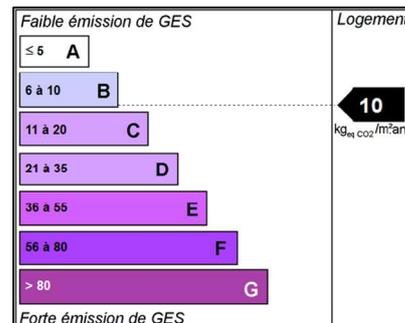 Faible émission de GES
Logement
≤ 5 A
6 à 10 B
10
kgeq CO2/m².an
11 à 20 C
21 à 35 D
36 à 55 E
56 à 80 F
> 80 G
Forte émission de GES